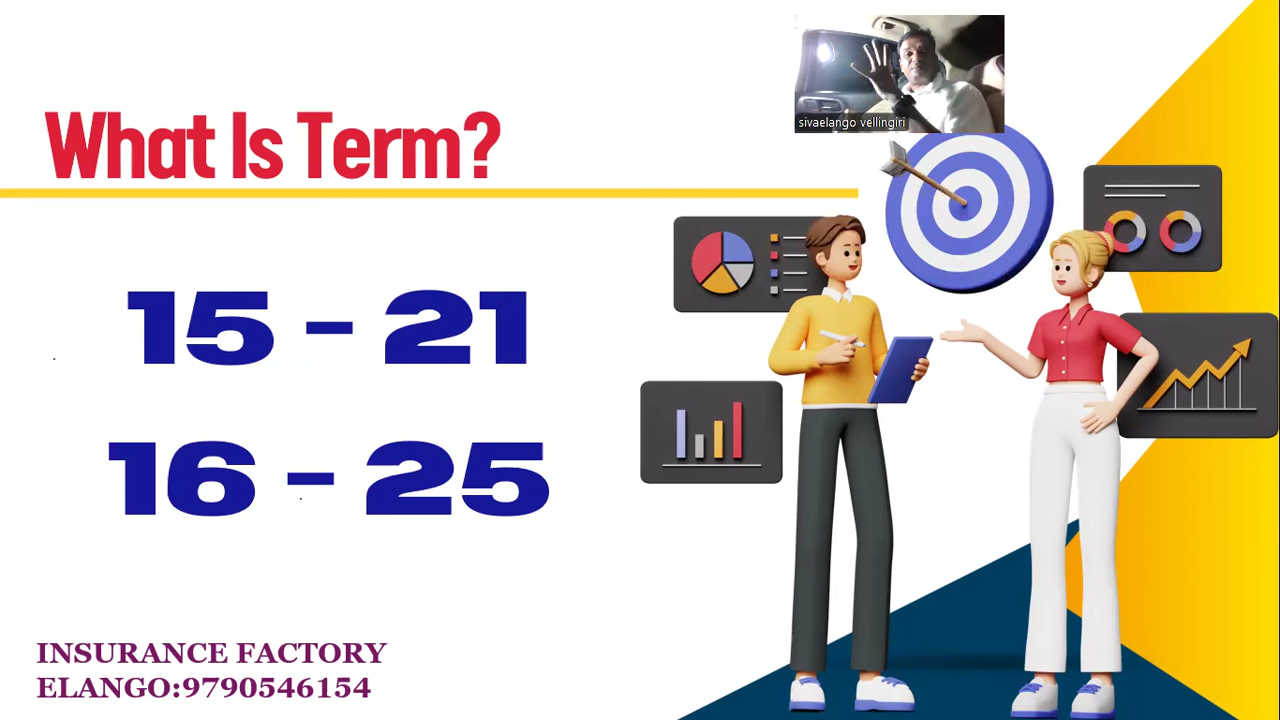 sivaelango vellingiri
What Is Term?
15 - 21
16 - 25
INSURANCE FACTORY
ELANGO:9790546154